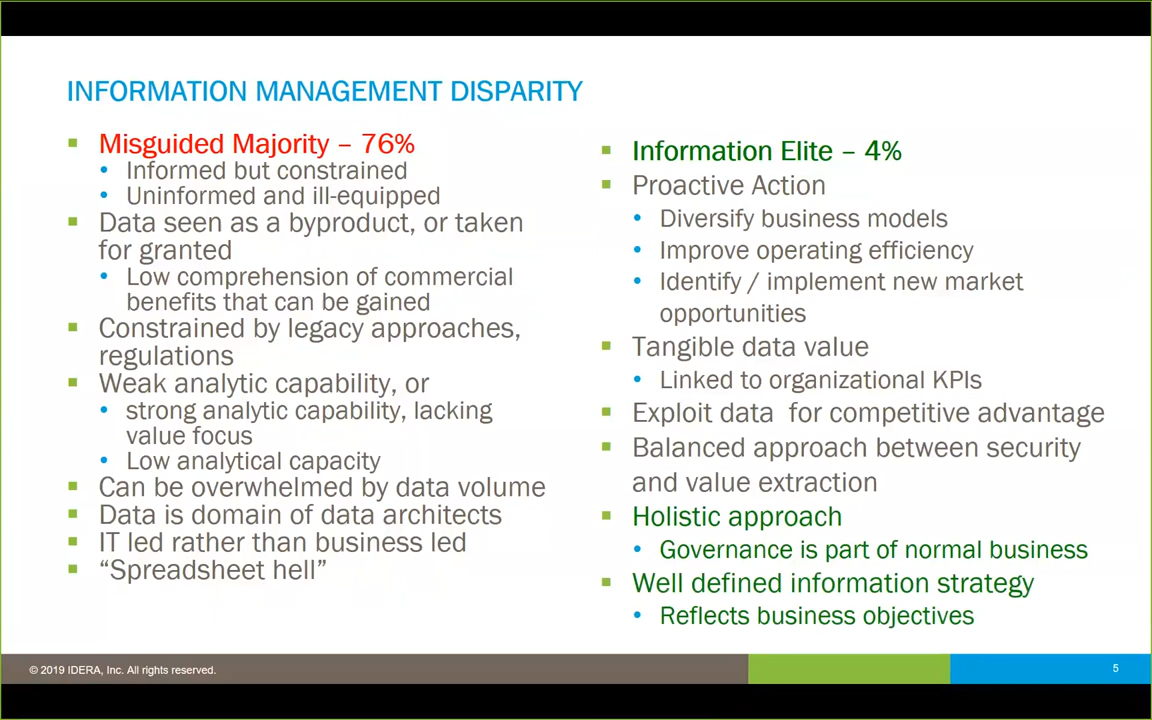 INFORMATION MANAGEMENT DISPARITY
Misguided Majority – 76%
Informed but constrained
Uninformed and ill-equipped
Data seen as a byproduct, or taken
for granted
Low comprehension of commercial
benefits that can be gained
Constrained by legacy approaches,
regulations
Weak analytic capability, or
strong analytic capability, lacking
value focus
Low analytical capacity
Can be overwhelmed by data volume
Data is domain of data architects
IT led rather than business led
“Spreadsheet hell”
Information Elite – 4%
Proactive Action
Diversify business models
Improve operating efficiency
Identify / implement new market
opportunities
Tangible data value
Linked to organizational KPIs
Exploit data for competitive advantage
Balanced approach between security
and value extraction
Holistic approach
Governance is part of normal business
Well defined information strategy
Reflects business objectives
© 2019 IDERA, Inc. All rights reserved.
5